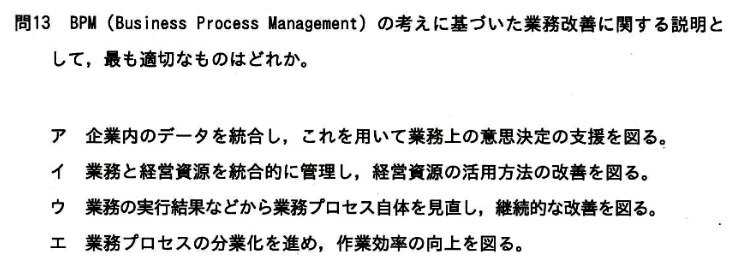 問13　BPM（Business Process Management）の考えに基づいた業務改善に関する説明と
して，最も適切なものはどれか。
ア　企業内のデータを統合し，これを用いて業務上の意思決定の支援を図る。
イ　業務と経営資源を統合的に管理し，経営資源の活用方法の改善を図る。
ウ　業務の実行結果などから業務プロセス自体を見直し，継続的な改善を図る。
エ　業務プロセスの分業化を進め，作業効率の向上を図る。